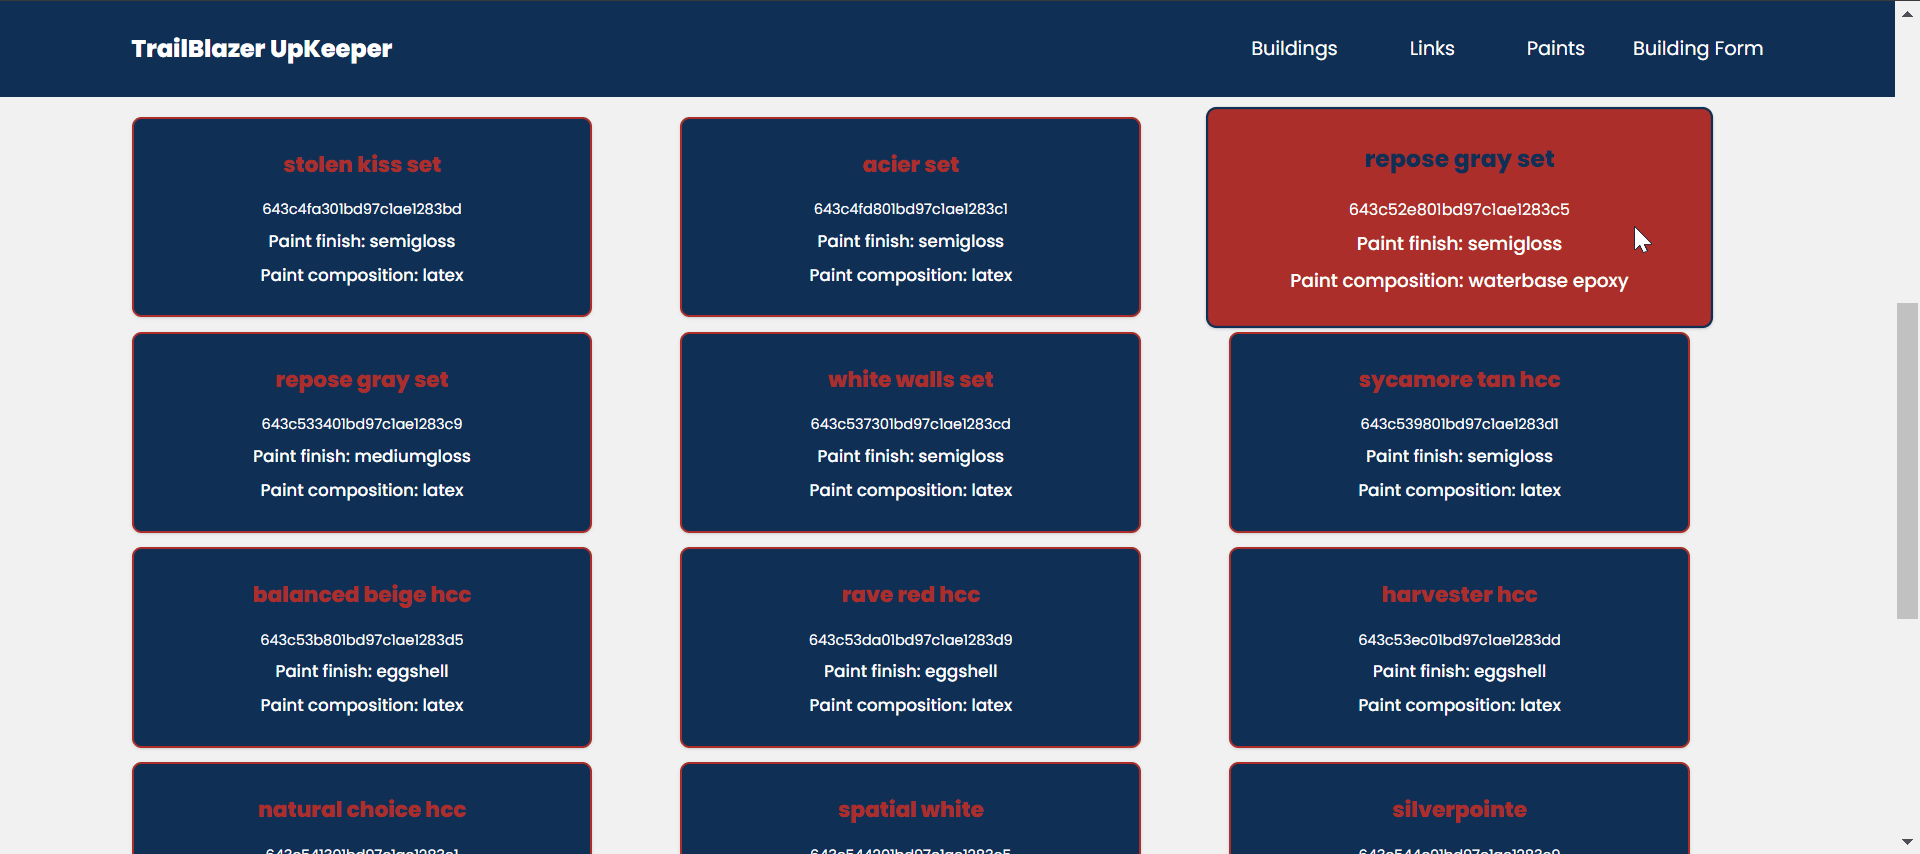 TrailBlazer UpKeeper
Buildings
Links
Paints
Building Form
stolen kiss set
643c4fa301bd97c1ae1283bd
Paint finish: semigloss
Paint composition: latex
acier set
643c4fd801bd97c1ae1283c1
Paint finish: semigloss
Paint composition: latex
repose gray set
643c52e801bd97c1ae1283c5
Paint finish: semigloss
Paint composition: waterbase epoxy
repose gray set
643c533401bd97c1ae1283c9
Paint finish: mediumgloss
Paint composition: latex
white walls set
643c537301bd97c1ae1283cd
Paint finish: semigloss
Paint composition: latex
sycamore tan hcc
643c539801bd97c1ae1283d1
Paint finish: semigloss
Paint composition: latex
balanced beige hcc
643c53b801bd97c1ae1283d5
Paint finish: eggshell
Paint composition: latex
rave red hcc
643c53da01bd97c1ae1283d9
Paint finish: eggshell
Paint composition: latex
harvester hcc
643c53ec01bd97c1ae1283dd
Paint finish: eggshell
Paint composition: latex
natural choice hcc
spatial white
silverpointe